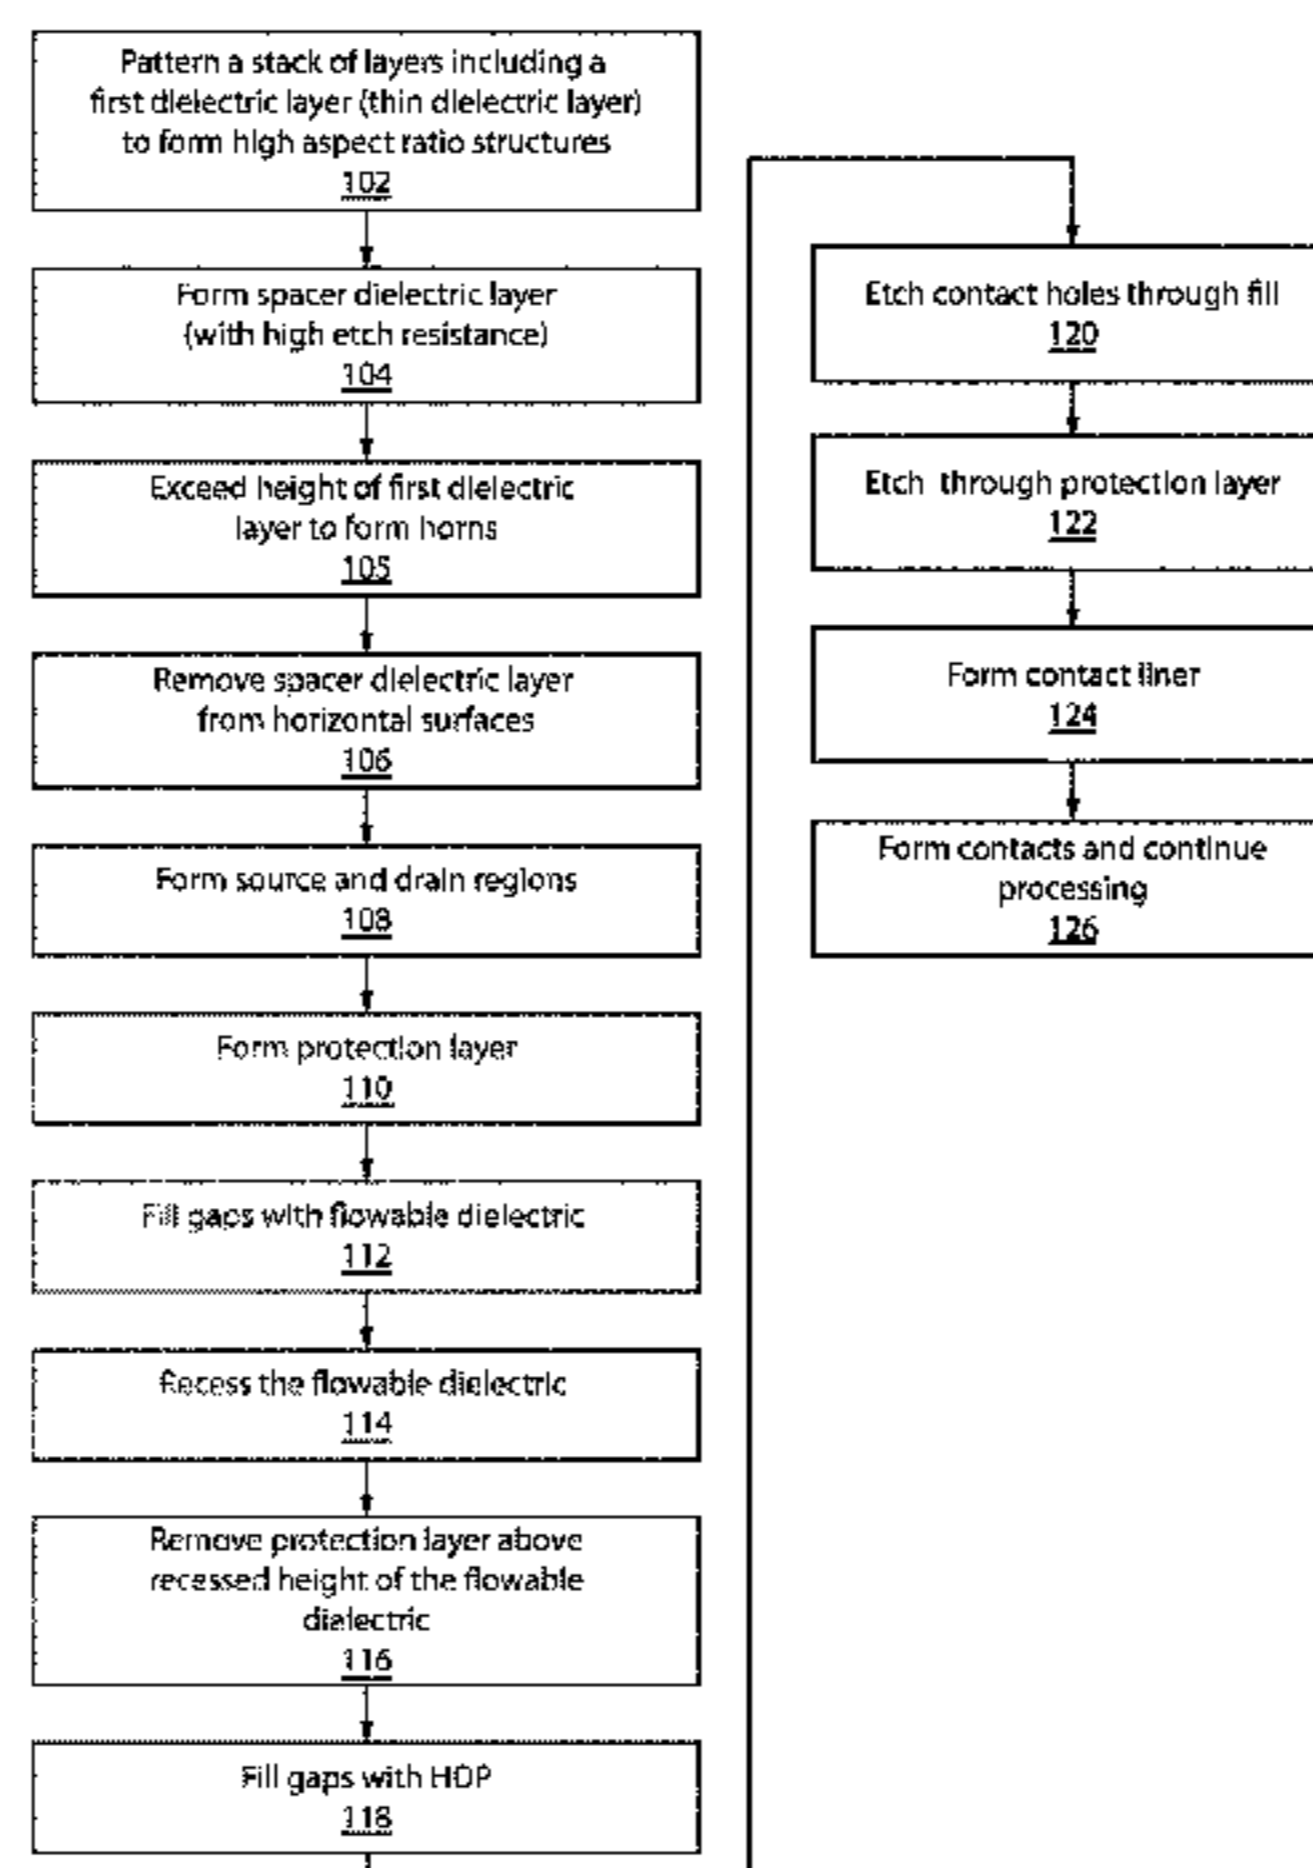 Pattern a stack of layers including a
first dielectric layer (thin dielectric layer)
to form high aspect ratio structures
102
Form spacer dielectric layer
(with high etch resistance)
104
Exceed height of first dielectric
layer to form horns
105
Remove spacer dielectric layer
from horizontal surfaces
106
Form source and drain regions
108
Form protection layer
110
Fill gaps with flowable dielectric
112
Recess the flowable dielectric
114
Remove protection layer above
recessed height of the flowable
dielectric
116
Fill gaps with HDP
118
Etch contact holes through fill
120
Etch through protection layer
122
Form contact liner
124
Form contacts and continue
processing
126